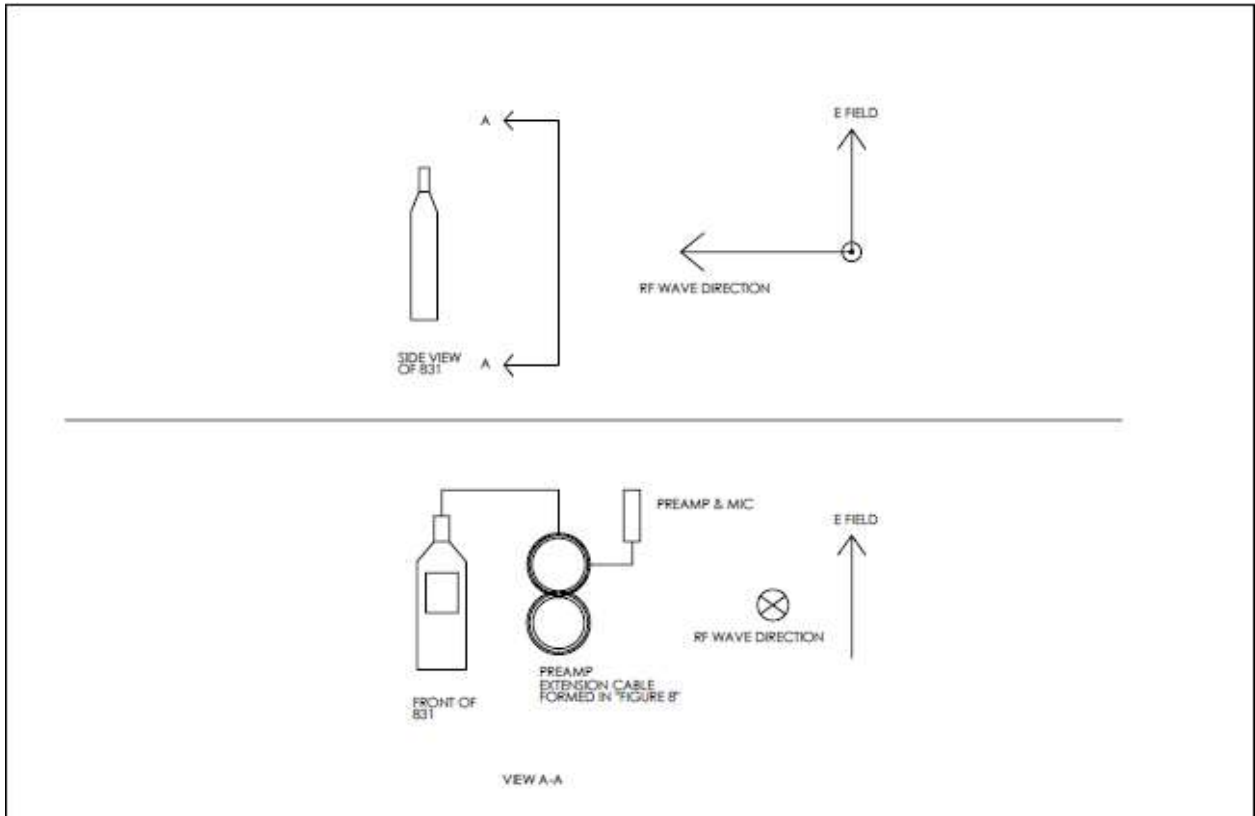 A
E FIELD
RF WAVE DIRECTION
SIDE VIEW
OF 831
A
PREAMP & MIC
E FIELD
RF WAVE DIRECTION
PREAMP
EXTENSION CABLE
FORMED IN "FIGURE 8"
FRONT OF
831
VIEW A-A